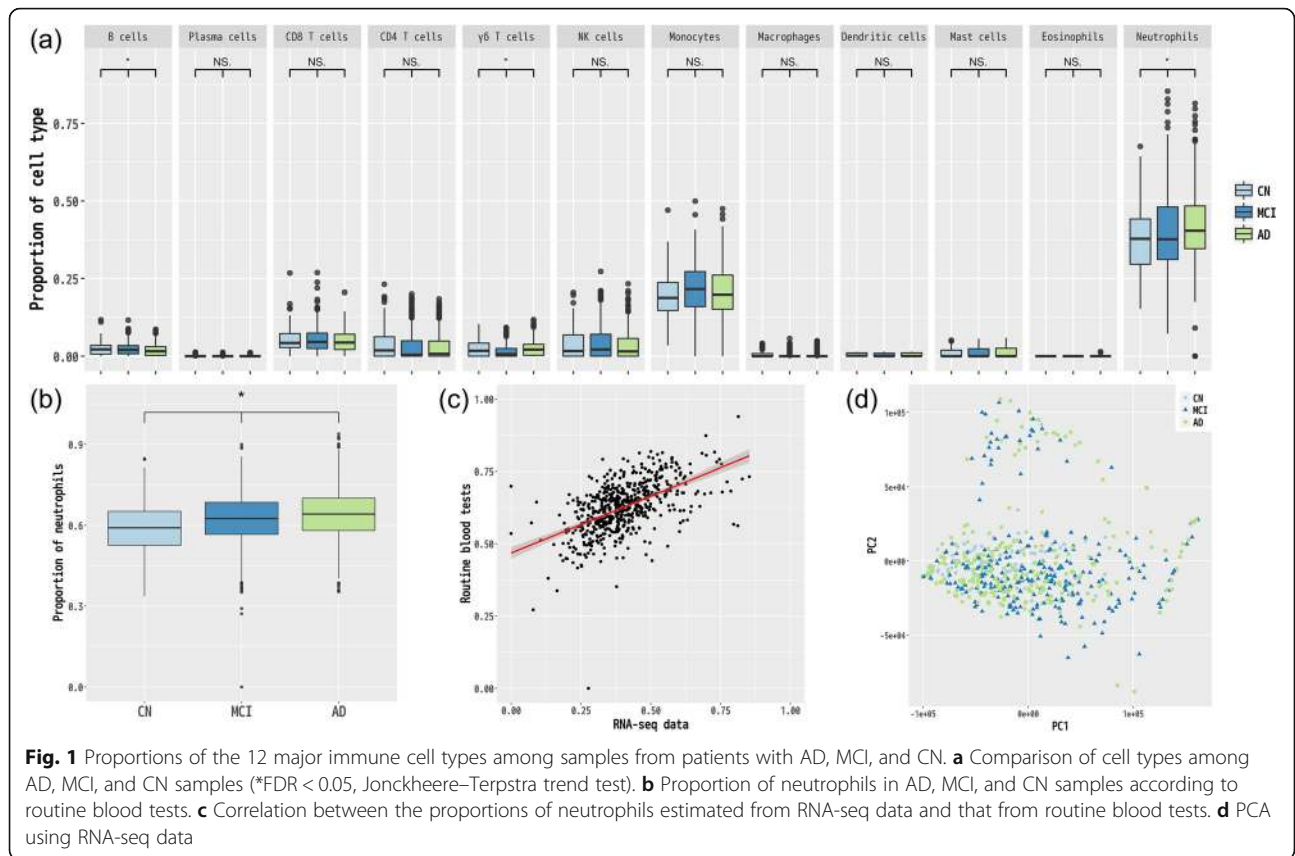 (a)
B cells Plasma cells CD8 T cells CD4 T cells γδ T cells NK cells Monocytes Macrophages Dendritic cells Mast cells Eosinophils Neutrophils
* NS. NS. NS. * NS. NS. NS. NS. NS. NS. *
Proportion of cell type
0.75
0.50
0.25
0.00
CN
MCI
AD
(b)
*
Proportion of neutrophils
0.9
0.6
0.3
0.0
CN MCI AD
(c)
Routine blood tests
1.00
0.75
0.50
0.25
0.00
0.00 0.25 0.50 0.75 1.00
RNA-seq data
(d)
CN
MCI
AD
PC2
1e+05
5e+04
0e+00
-5e+04
-1e+05 0e+00 1e+05
PC1
Fig. 1 Proportions of the 12 major immune cell types among samples from patients with AD, MCI, and CN. a Comparison of cell types among
AD, MCI, and CN samples (*FDR < 0.05, Jonckheere–Terpstra trend test). b Proportion of neutrophils in AD, MCI, and CN samples according to
routine blood tests. c Correlation between the proportions of neutrophils estimated from RNA-seq data and that from routine blood tests. d PCA
using RNA-seq data